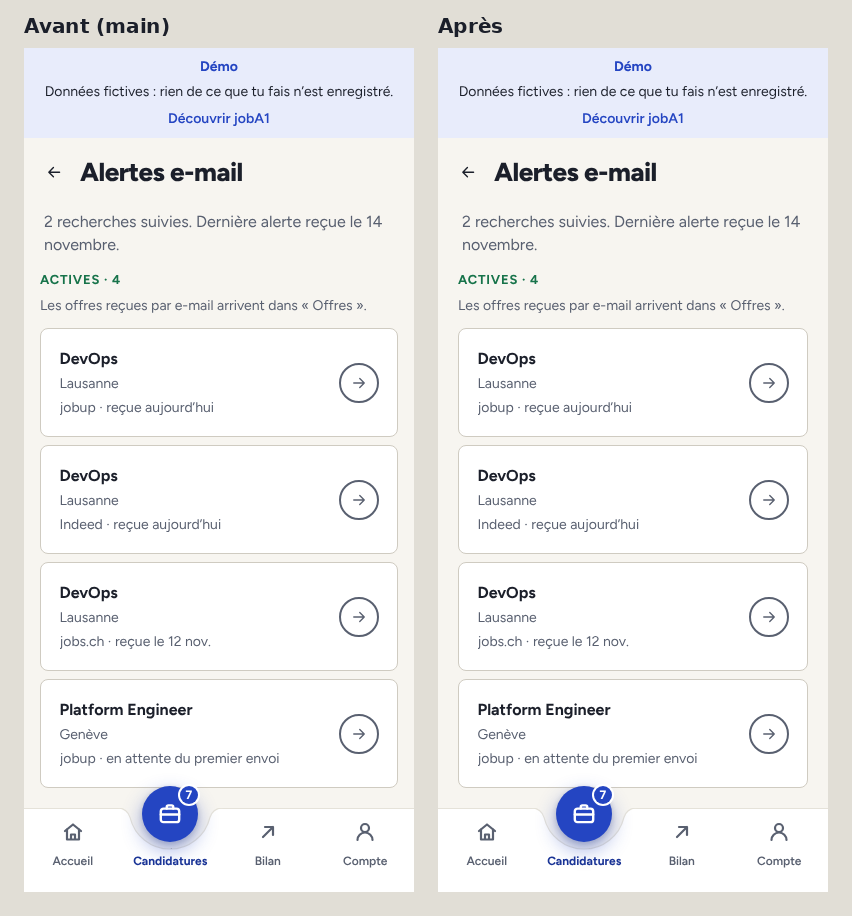 Avant (main)
Démo
Données fictives : rien de ce que tu fais n’est enregistré.
Découvrir jobA1
Alertes e-mail
2 recherches suivies. Dernière alerte reçue le 14
novembre.
ACTIVES · 4
Les offres reçues par e-mail arrivent dans « Offres ».
DevOps
Lausanne
jobup · reçue aujourd’hui
DevOps
Lausanne
Indeed · reçue aujourd’hui
DevOps
Lausanne
jobs.ch · reçue le 12 nov.
Platform Engineer
Genève
jobup · en attente du premier envoi
7
Accueil
Candidatures
Bilan
Compte
Après
Démo
Données fictives : rien de ce que tu fais n’est enregistré.
Découvrir jobA1
Alertes e-mail
2 recherches suivies. Dernière alerte reçue le 14
novembre.
ACTIVES · 4
Les offres reçues par e-mail arrivent dans « Offres ».
DevOps
Lausanne
jobup · reçue aujourd’hui
DevOps
Lausanne
Indeed · reçue aujourd’hui
DevOps
Lausanne
jobs.ch · reçue le 12 nov.
Platform Engineer
Genève
jobup · en attente du premier envoi
7
Accueil
Candidatures
Bilan
Compte